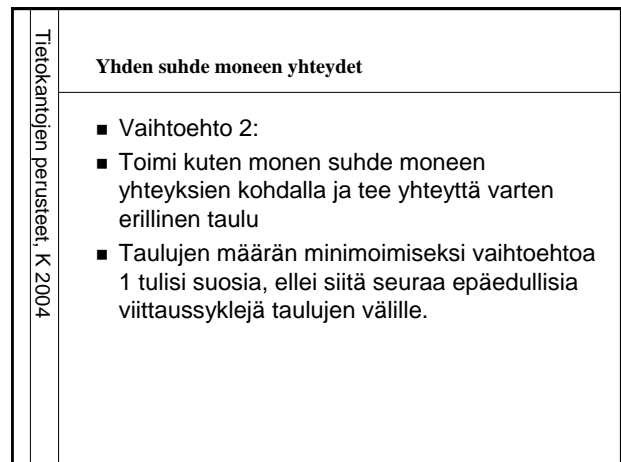 Tietokantojen perusteet, K 2004
Yhden suhde moneen yhteydet
■ Vaihtoehto 2:
■ Toimi kuten monen suhde moneen
yhteyksien kohdalla ja tee yhteyttä varten
erillinen taulu
■ Taulujen määrän minimoimiseksi vaihtoehtoa
1 tulisi suosia, ellei siitä seuraa epäedullisia
viittaussyklejä taulujen välille.